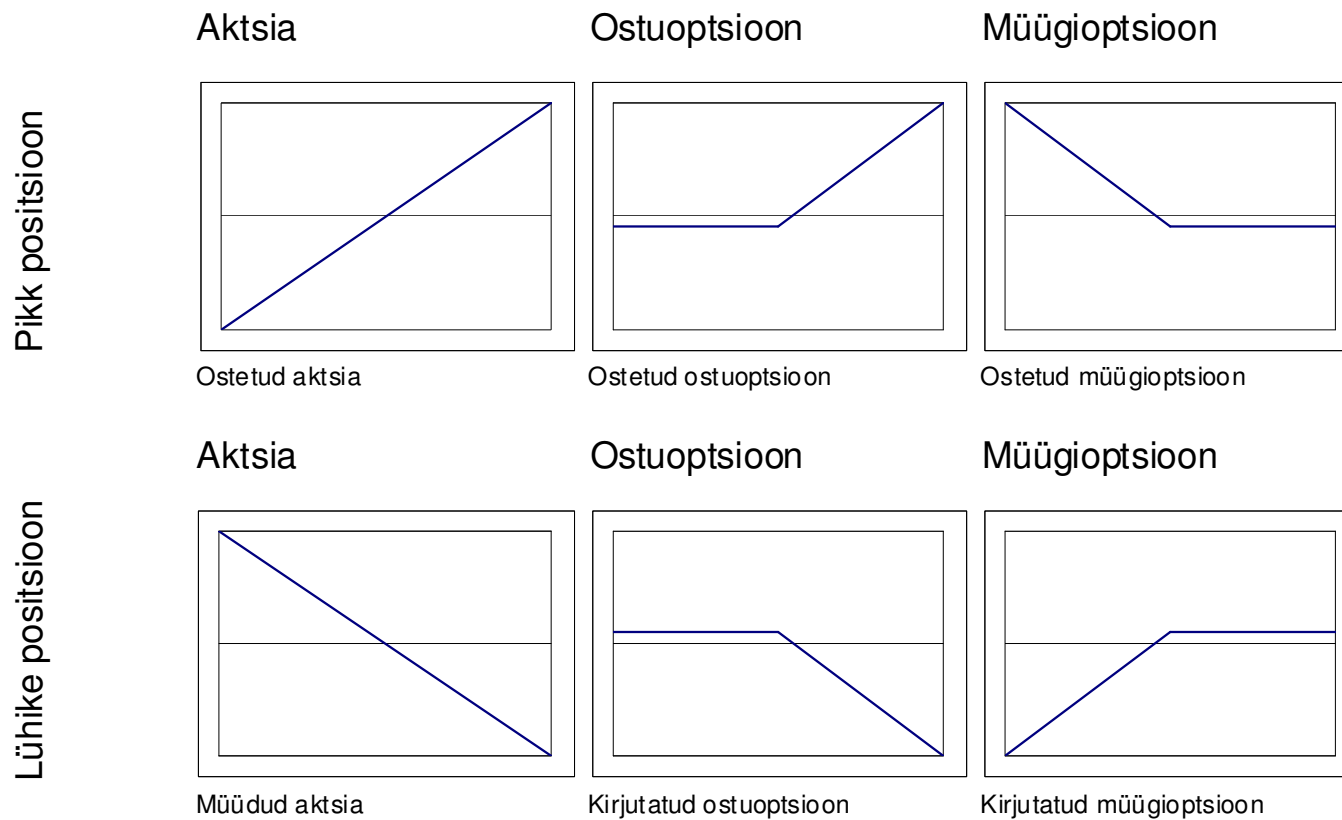 Aktsia
Ostuoptsioon
Müügioptsioon
Pikk positsioon
Ostetud aktsia
Ostetud ostuoptsioon
Ostetud müügioptsioon
Aktsia
Ostuoptsioon
Müügioptsioon
Lühike positsioon
Müüdud aktsia
Kirjutatud ostuoptsioon
Kirjutatud müügioptsioon